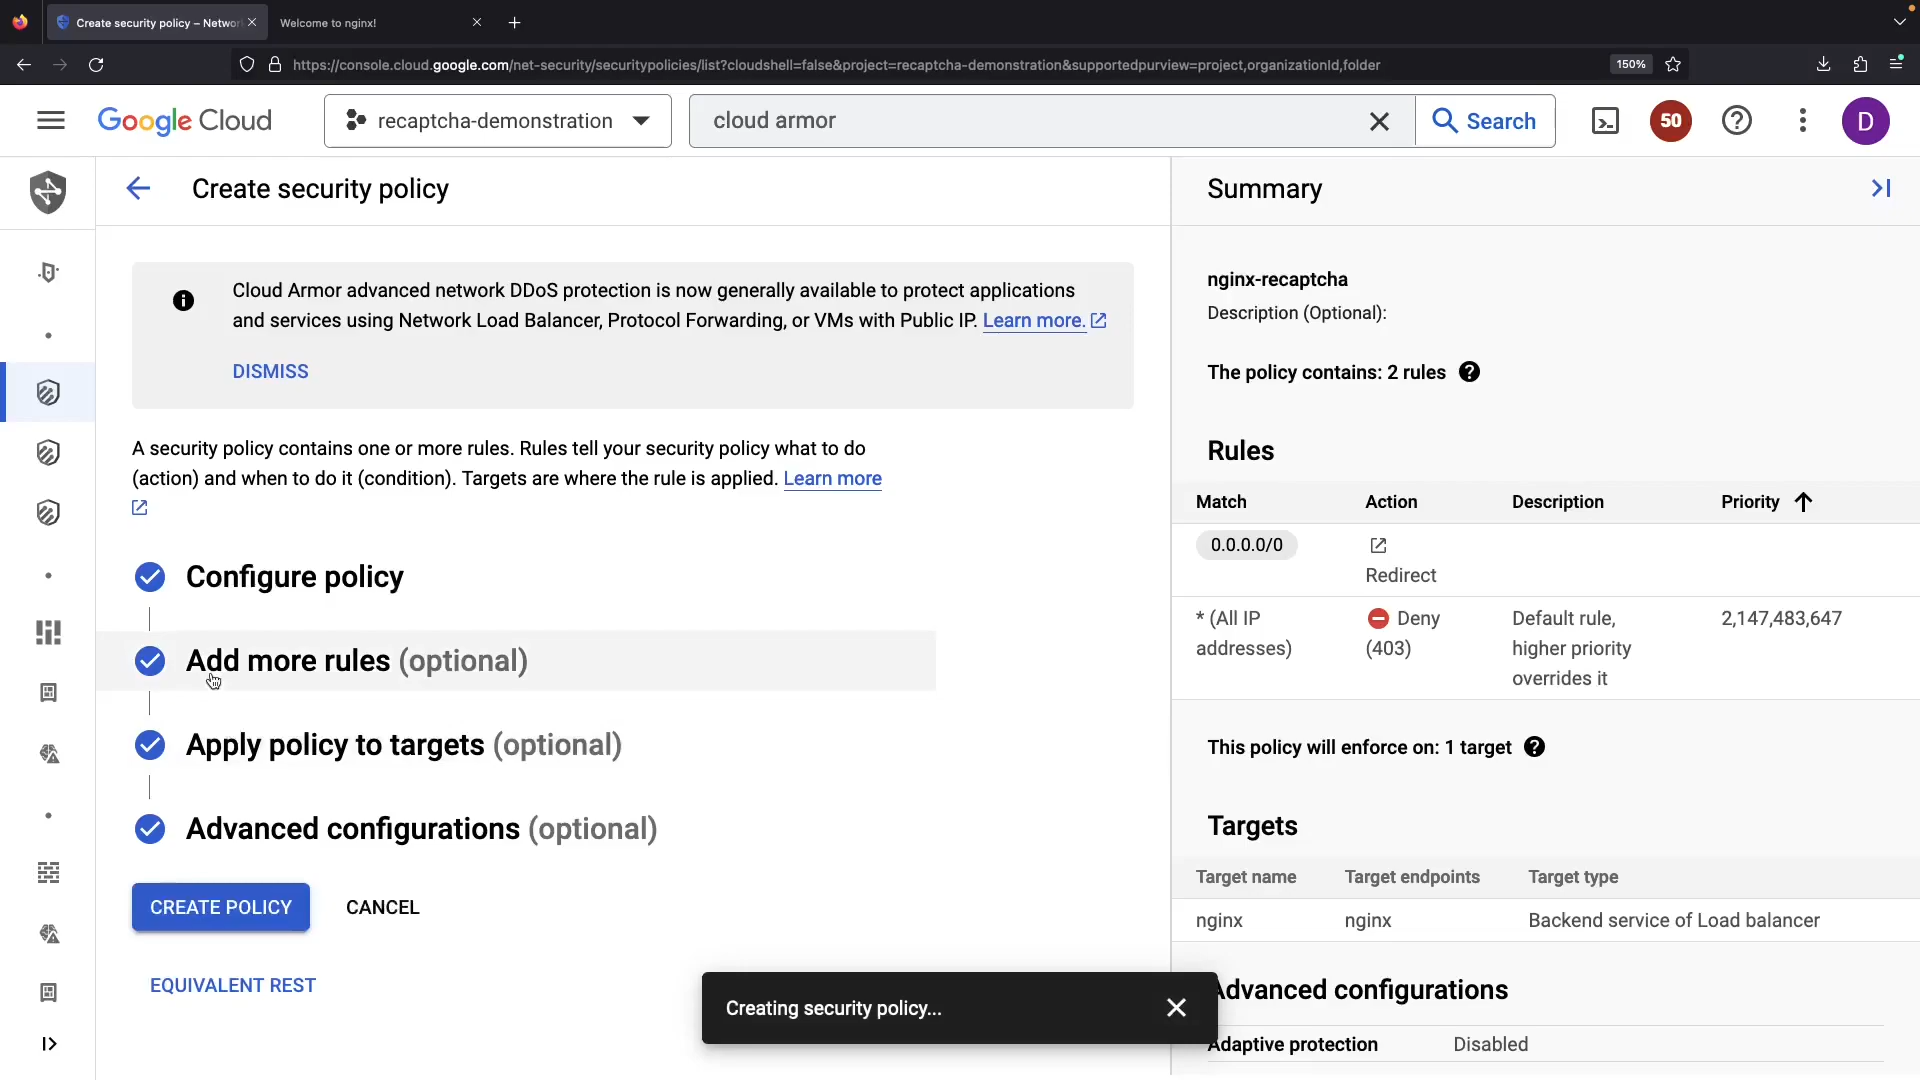 Create security policy – Networ
Welcome to nginx!
https://console.cloud.google.com/net-security/securitypolicies/list?cloudshell=false&project=recaptcha-demonstration&supportedpurview=project,organizationId,folder
150%
Google Cloud
recaptcha-demonstration
cloud armor
Search
50
D
Create security policy
Cloud Armor advanced network DDoS protection is now generally available to protect applications
and services using Network Load Balancer, Protocol Forwarding, or VMs with Public IP. Learn more.
DISMISS
A security policy contains one or more rules. Rules tell your security policy what to do
(action) and when to do it (condition). Targets are where the rule is applied. Learn more
Configure policy
Add more rules (optional)
Apply policy to targets (optional)
Advanced configurations (optional)
CREATE POLICY
CANCEL
EQUIVALENT REST
Creating security policy...
Summary
nginx-recaptcha
Description (Optional):
The policy contains: 2 rules
Rules
Match Action Description Priority
0.0.0.0/0
Redirect
* (All IP Deny Default rule, 2,147,483,647
addresses) (403) higher priority
overrides it
This policy will enforce on: 1 target
Targets
Target name Target endpoints Target type
nginx nginx Backend service of Load balancer
Advanced configurations
Adaptive protection Disabled